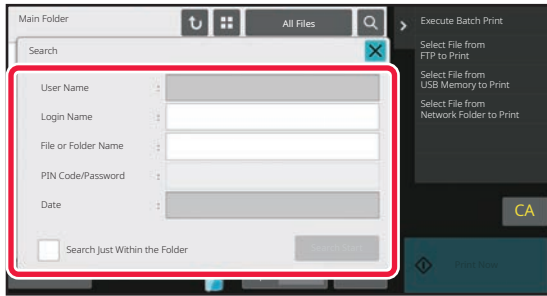 Main Folder
All Files
Execute Batch Print
Search
Select File from
FTP to Print
Select File from
USB Memory to Print
Select File from
Network Folder to Print
User Name :
Login Name :
File or Folder Name :
PIN Code/Password :
Date :
CA
Search Just Within the Folder
Search Start
Print Now